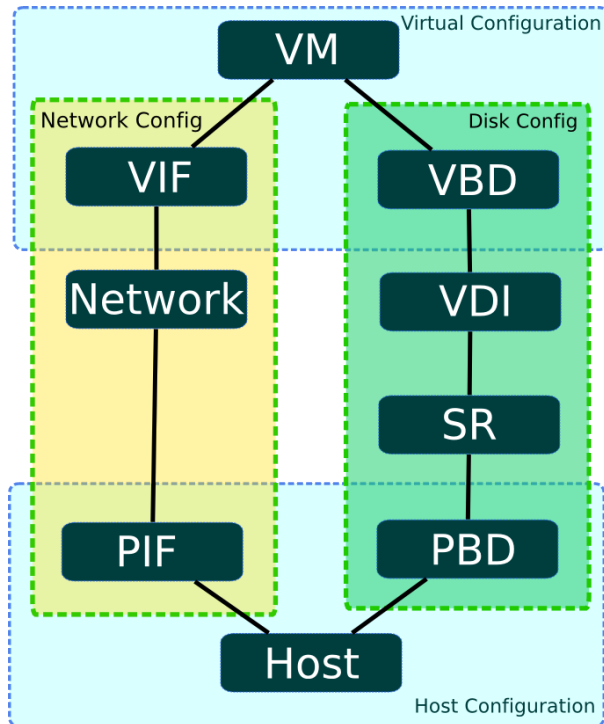 Virtual Configuration
VM
Network Config
Disk Config
VIF
VBD
Network
VDI
SR
PIF
PBD
Host
Host Configuration